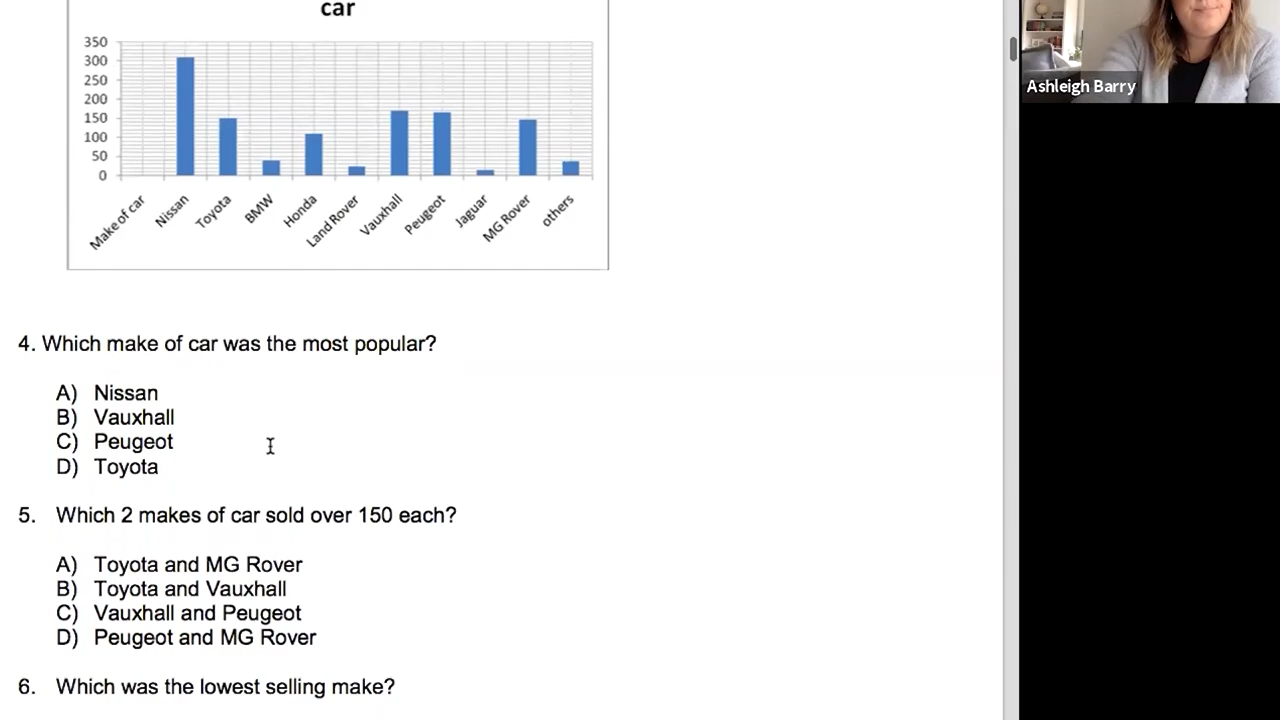 car
350
300
250
200
150
100
50
0
Make of car
Nissan
Toyota
BMW
Honda
Land Rover
Vauxhall
Peugeot
Jaguar
MG Rover
others
Ashleigh Barry
4. Which make of car was the most popular?
A) Nissan
B) Vauxhall
C) Peugeot
D) Toyota
5. Which 2 makes of car sold over 150 each?
A) Toyota and MG Rover
B) Toyota and Vauxhall
C) Vauxhall and Peugeot
D) Peugeot and MG Rover
6. Which was the lowest selling make?